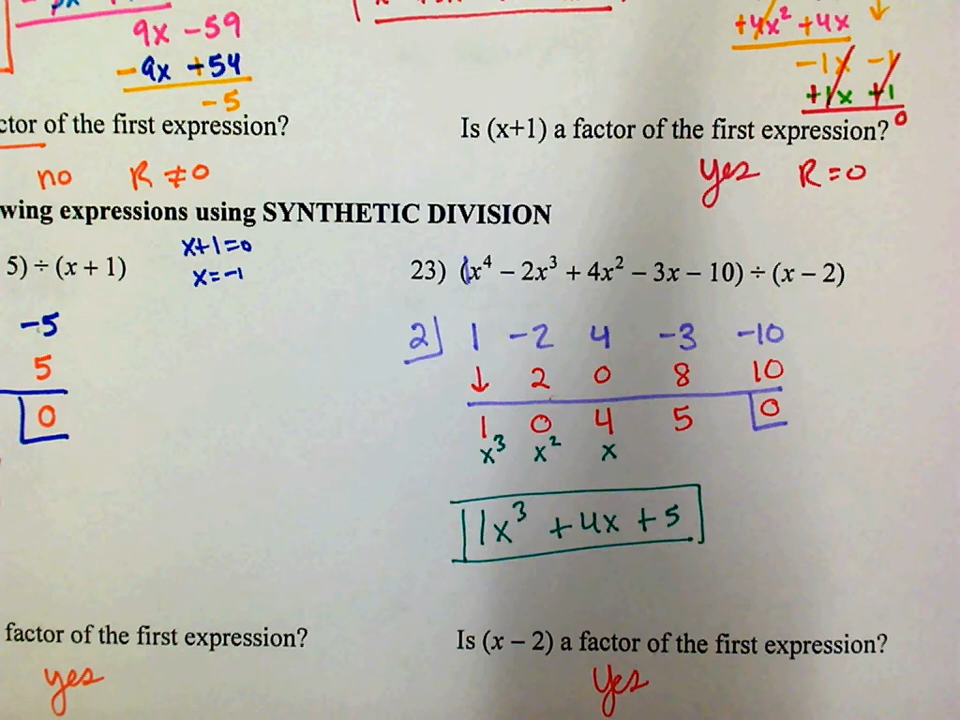 9x -59
-9x +54
-5
+4x² +4x
-1x -1
+1x +1
0
ctor of the first expression?
Is (x+1) a factor of the first expression?
no R ≠ 0
yes R = 0
wing expressions using SYNTHETIC DIVISION
5) ÷ (x + 1)
x+1=0
x=-1
23) (x⁴ – 2x³ + 4x² – 3x – 10) ÷ (x – 2)
-5
5
0
2 1 -2 4 -3 -10
↓ 2 0 8 10
1 0 4 5 0
x³ x² x
1x³ + 4x + 5
factor of the first expression?
Is (x – 2) a factor of the first expression?
yes
yes